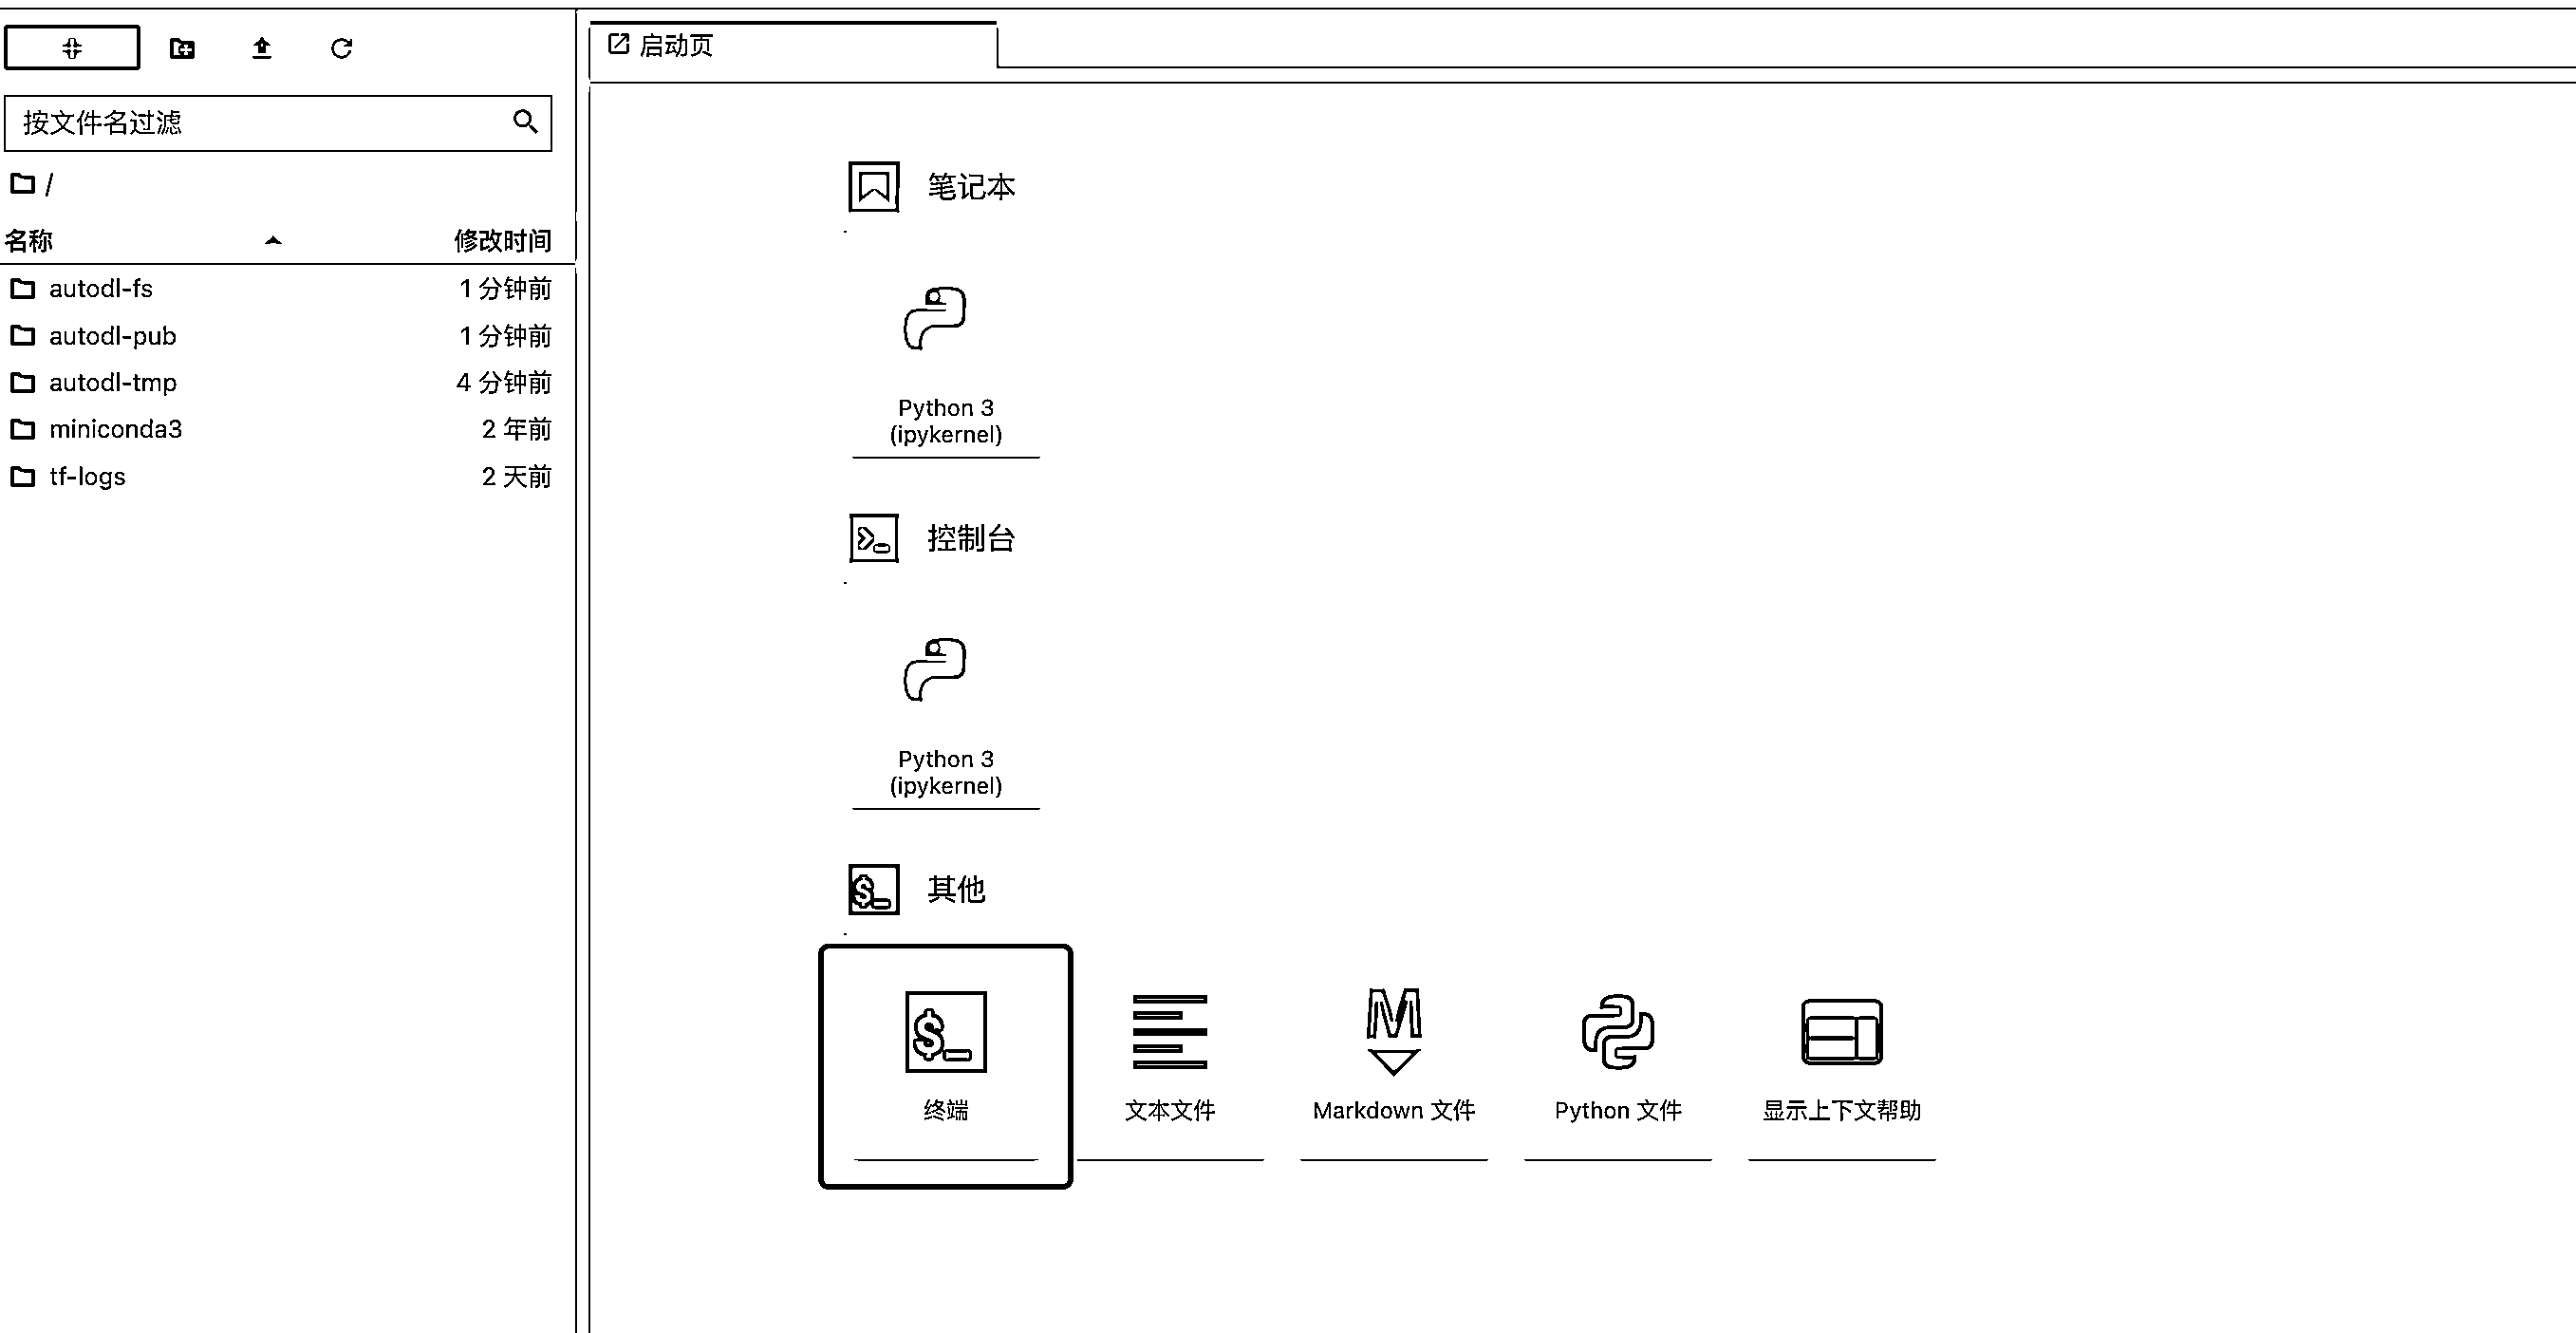 启动页
按文件名过滤
/
名称 修改时间
autodl-fs 1 分钟前
autodl-pub 1 分钟前
autodl-tmp 4 分钟前
miniconda3 2 年前
tf-logs 2 天前
笔记本
Python 3
(ipykernel)
控制台
Python 3
(ipykernel)
$_ 其他
$_
终端
文本文件
M
Markdown 文件
Python 文件
显示上下文帮助